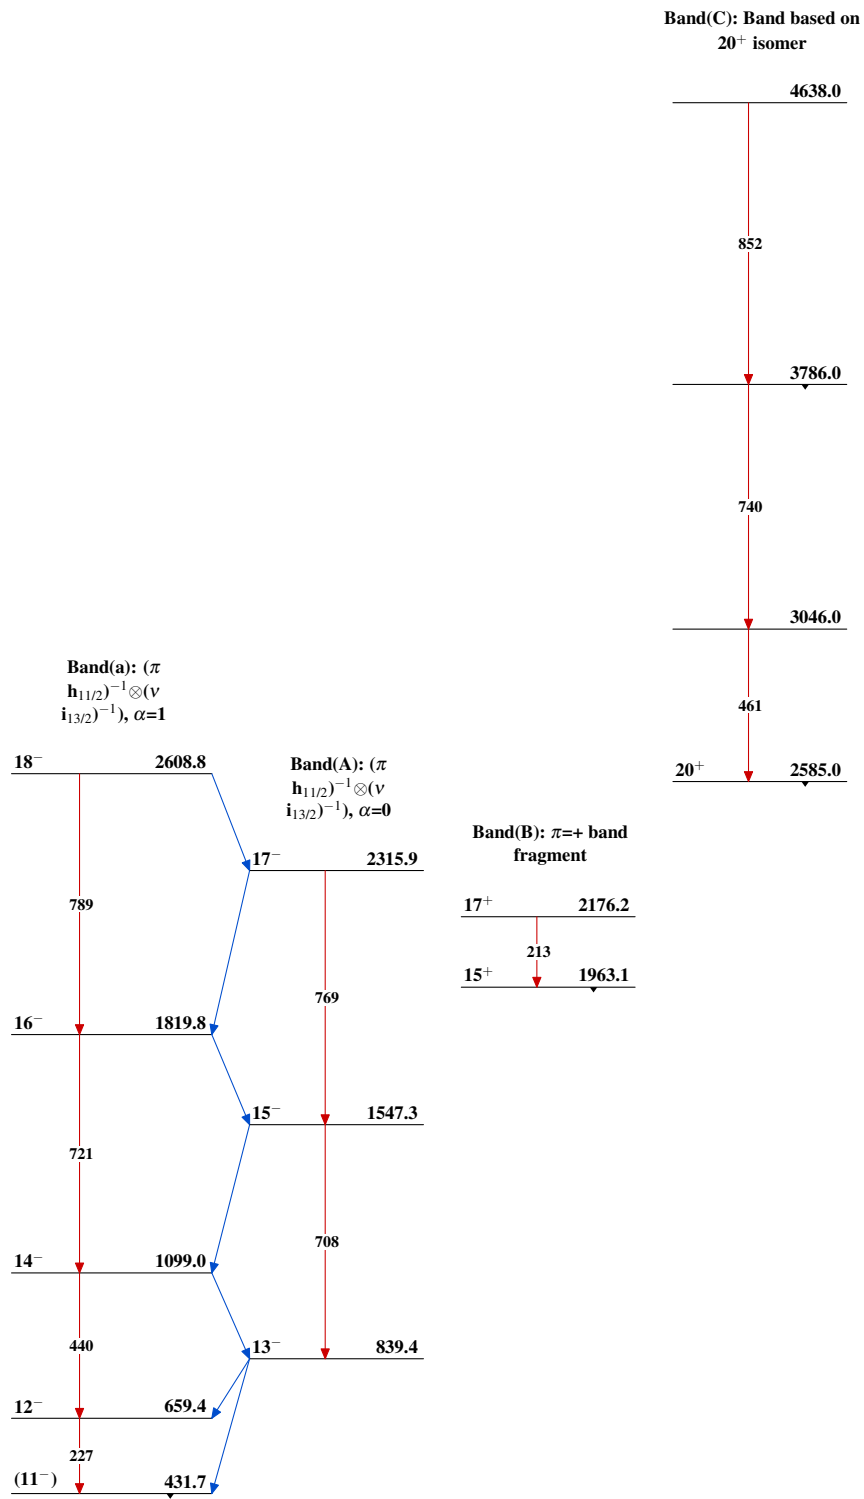 Band(C): Band based on
20⁺ isomer
4638.0
852
3786.0
740
3046.0
461
20⁺ 2585.0
Band(a): (π
h₁₁/₂)⁻¹⊗(ν
i₁₃/₂)⁻¹), α=1
18⁻ 2608.8
789
16⁻ 1819.8
721
14⁻ 1099.0
440
12⁻ 659.4
227
(11⁻) 431.7
Band(A): (π
h₁₁/₂)⁻¹⊗(ν
i₁₃/₂)⁻¹), α=0
17⁻ 2315.9
769
15⁻ 1547.3
708
13⁻ 839.4
Band(B): π=+ band
fragment
17⁺ 2176.2
213
15⁺ 1963.1